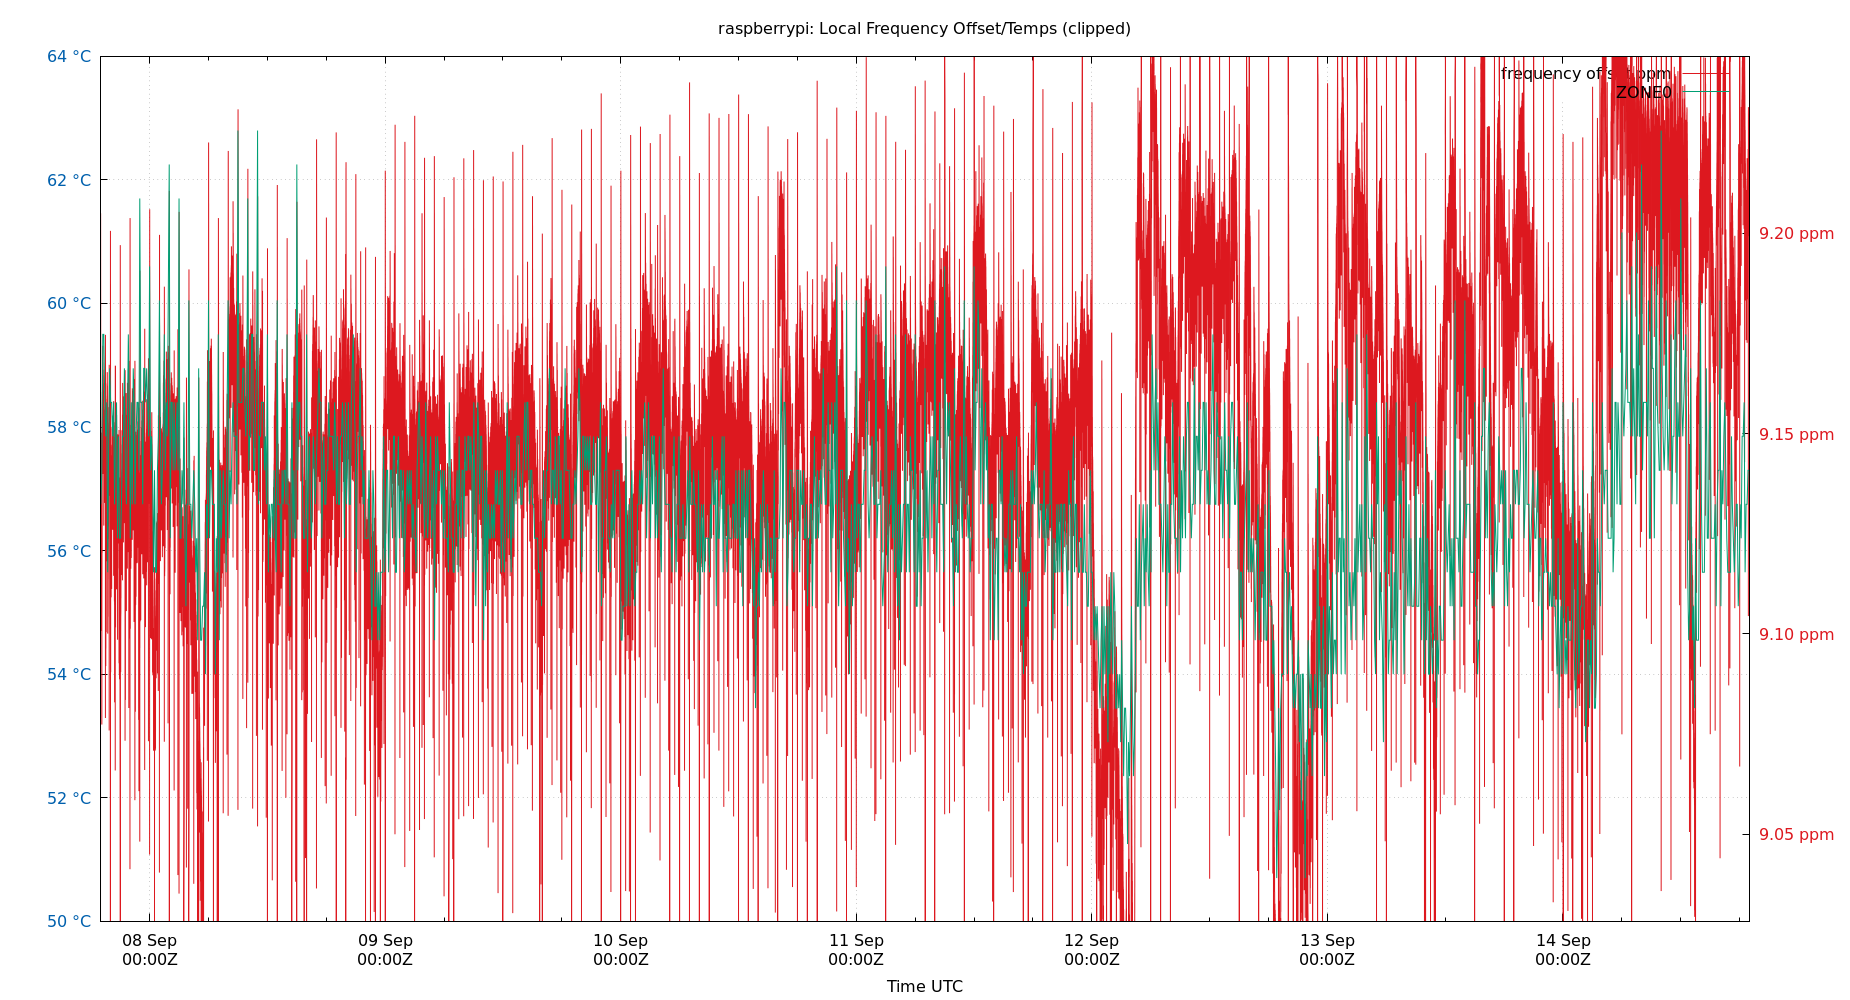 raspberrypi: Local Frequency Offset/Temps (clipped)
64 °C
62 °C
60 °C
58 °C
56 °C
54 °C
52 °C
50 °C
frequency offset ppm
ZONE0
9.20 ppm
9.15 ppm
9.10 ppm
9.05 ppm
08 Sep
00:00Z
09 Sep
00:00Z
10 Sep
00:00Z
11 Sep
00:00Z
12 Sep
00:00Z
13 Sep
00:00Z
14 Sep
00:00Z
Time UTC